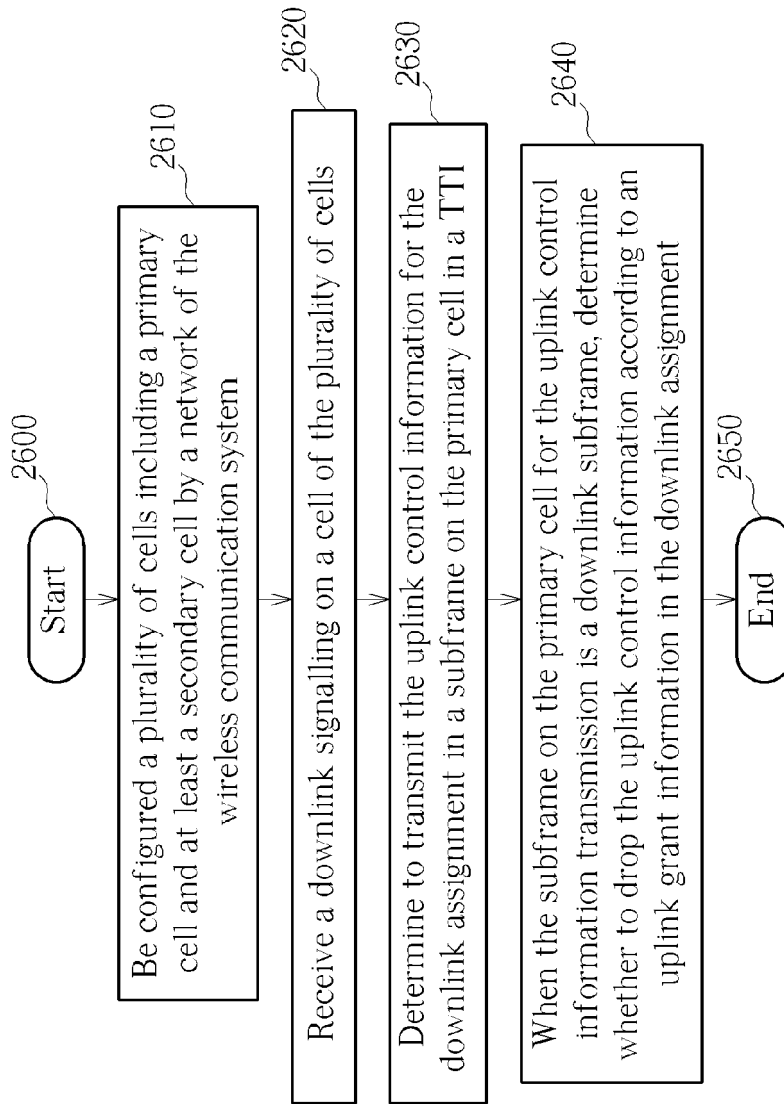 2600
Start
2610
Be configured a plurality of cells including a primary
cell and at least a secondary cell by a network of the
wireless communication system
2620
Receive a downlink signalling on a cell of the plurality of cells
2630
Determine to transmit the uplink control information for the
downlink assignment in a subframe on the primary cell in a TTI
2640
When the subframe on the primary cell for the uplink control
information transmission is a downlink subframe, determine
whether to drop the uplink control information according to an
uplink grant information in the downlink assignment
2650
End